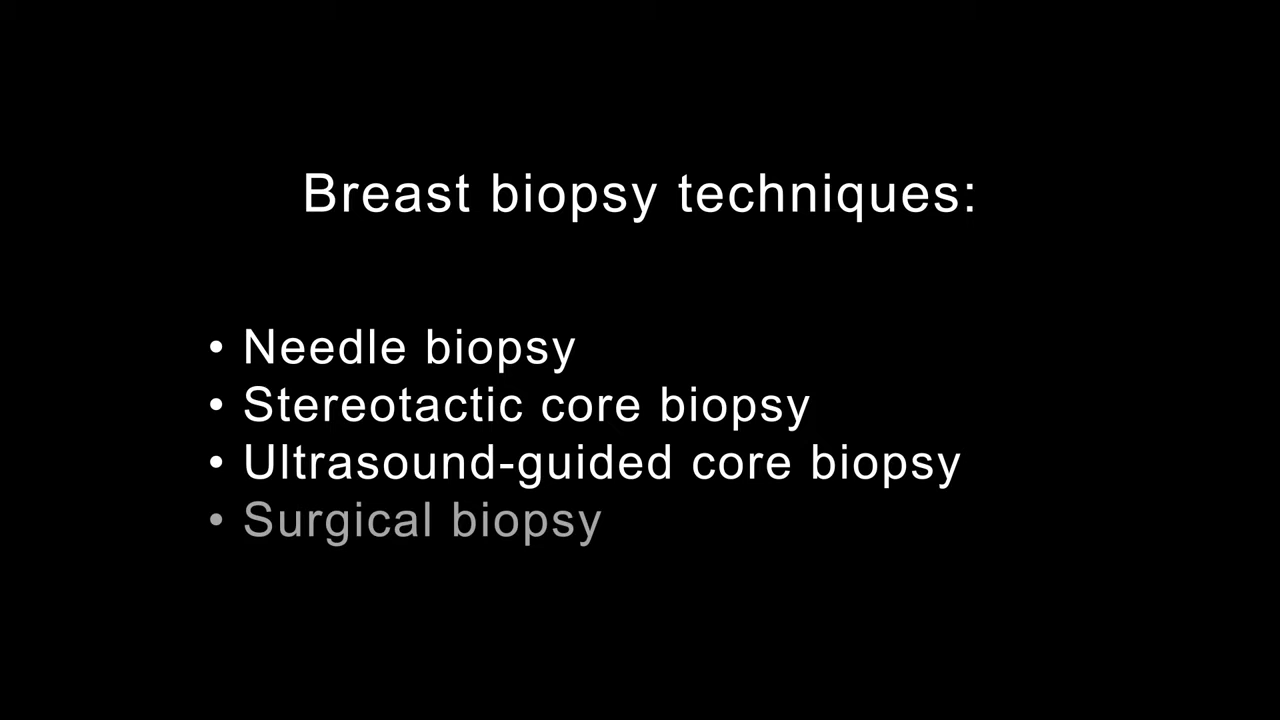 Breast biopsy techniques:
• Needle biopsy
• Stereotactic core biopsy
• Ultrasound-guided core biopsy
• Surgical biopsy